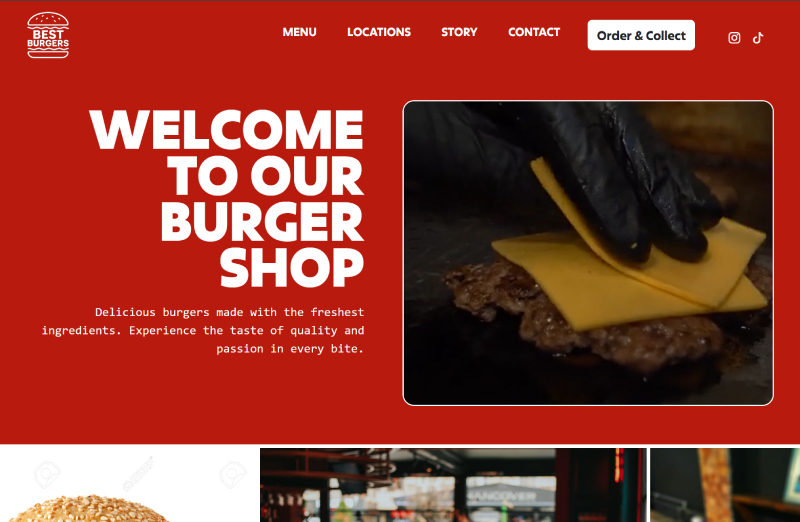 BEST
BURGERS
MENU LOCATIONS STORY CONTACT Order & Collect
WELCOME
TO OUR
BURGER
SHOP
Delicious burgers made with the freshest
ingredients. Experience the taste of quality and
passion in every bite.
HANGOVER